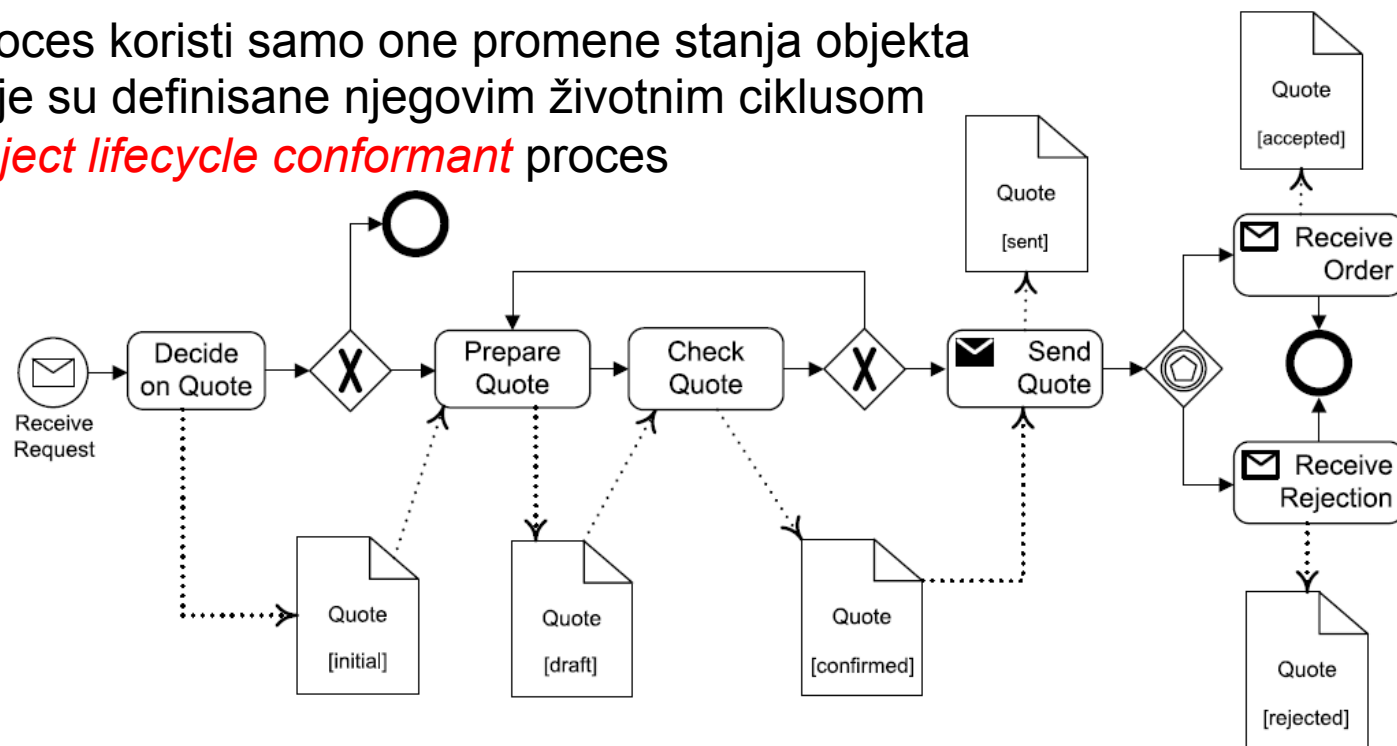 oces koristi samo one promene stanja objekta
je su definisane njegovim životnim ciklusom
ject lifecycle conformant proces
Quote
[accepted]
Quote
[sent]
Receive
Request
Decide
on Quote
X
Prepare
Quote
Check
Quote
X
Send
Quote
Receive
Order
Receive
Rejection
Quote
[initial]
Quote
[draft]
Quote
[confirmed]
Quote
[rejected]